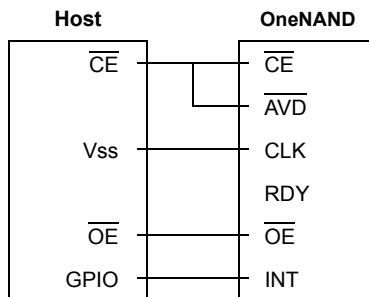 Host
OneNAND
CE
CE
AVD
Vss
CLK
RDY
OE
OE
GPIO
INT